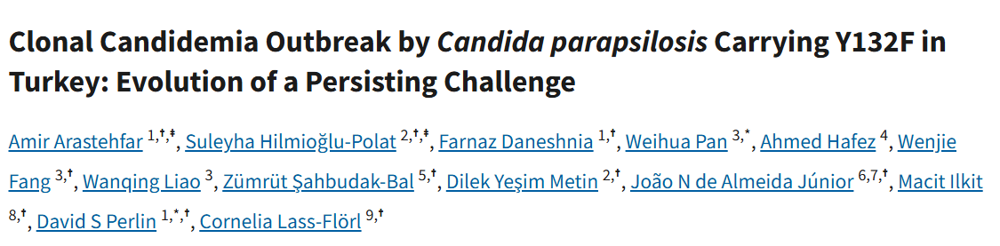 Clonal Candidemia Outbreak by Candida parapsilosis Carrying Y132F in
Turkey: Evolution of a Persisting Challenge
Amir Arastehfar 1,†,‡, Suleyha Hilmioğlu-Polat 2,†,‡, Farnaz Daneshnia 1,†, Weihua Pan 3,*, Ahmed Hafez 4, Wenjie
Fang 3,†, Wanqing Liao 3, Zümrüt Şahbudak-Bal 5,†, Dilek Yeşim Metin 2,†, João N de Almeida Júnior 6,7,†, Macit Ilkit
8,†, David S Perlin 1,*,†, Cornelia Lass-Flörl 9,†